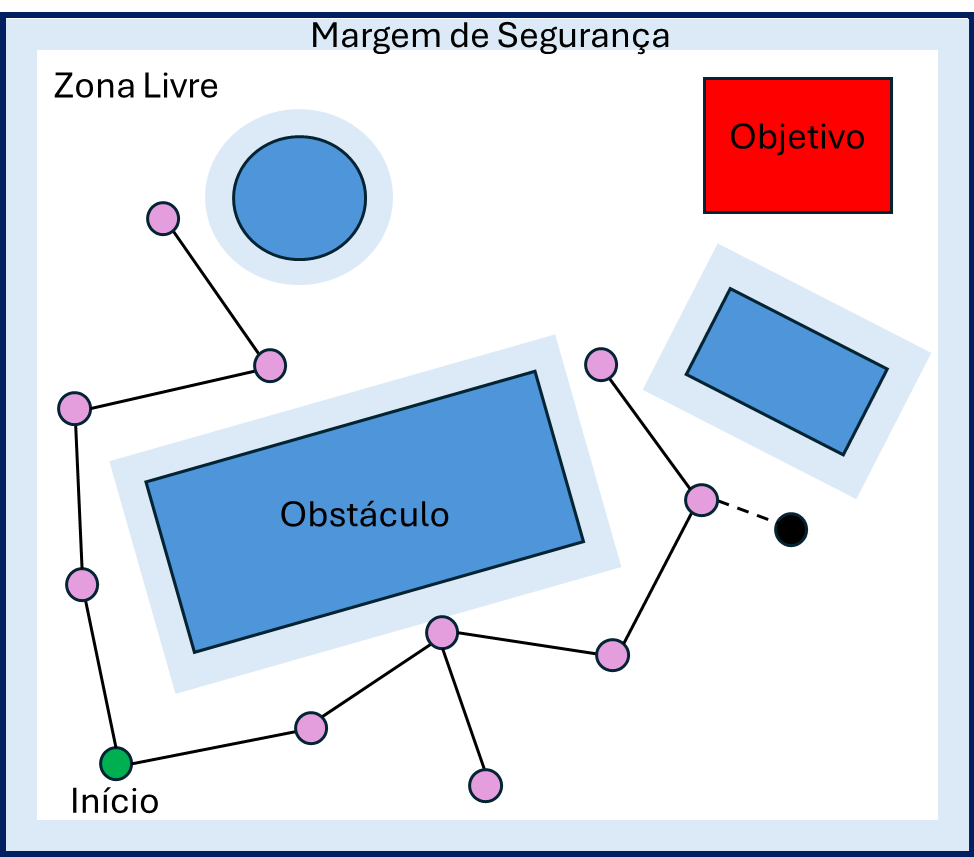 Margem de Segurança
Zona Livre
Objetivo
Obstáculo
Início